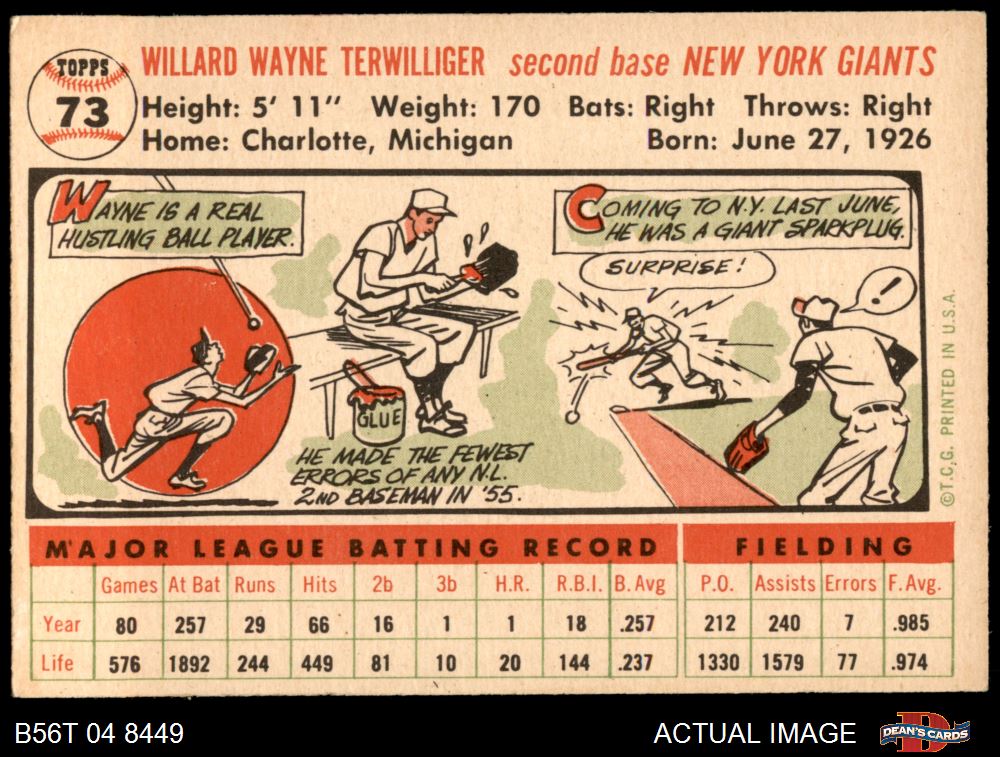 TOPPS
73
WILLARD WAYNE TERWILLIGER second base NEW YORK GIANTS
Height: 5' 11" Weight: 170 Bats: Right Throws: Right
Home: Charlotte, Michigan Born: June 27, 1926
WAYNE IS A REAL
HUSTLING BALL PLAYER.
GLUE
HE MADE THE FEWEST
ERRORS OF ANY N.L.
2ND BASEMAN IN '55.
COMING TO N.Y. LAST JUNE,
HE WAS A GIANT SPARKPLUG.
SURPRISE!
!
©T.C.G. PRINTED IN U.S.A.
MAJOR LEAGUE BATTING RECORD FIELDING
Games At Bat Runs Hits 2b 3b H.R. R.B.I. B. Avg P.O. Assists Errors F. Avg.
Year 80 257 29 66 16 1 1 18 .257 212 240 7 .985
Life 576 1892 244 449 81 10 20 144 .237 1330 1579 77 .974
B56T 04 8449 ACTUAL IMAGE DEAN'S CARDS